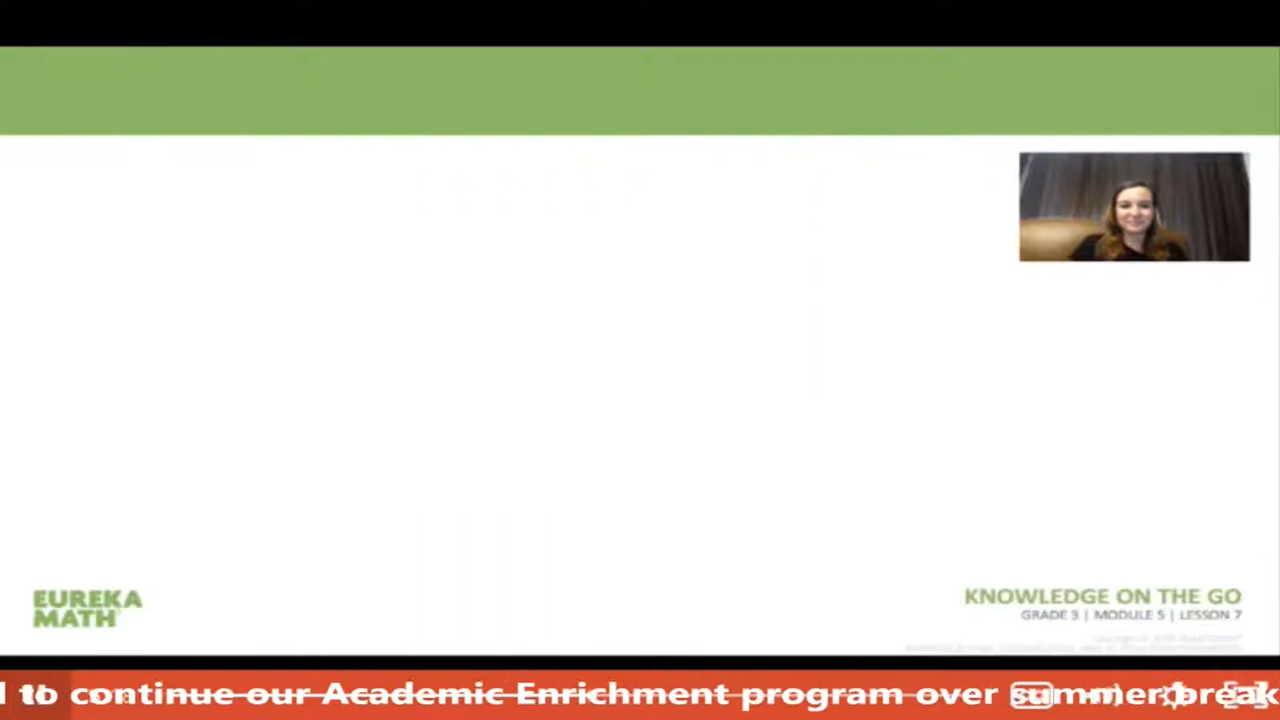 EUREKA
MATH
KNOWLEDGE ON THE GO
GRADE 3 | MODULE 5 | LESSON 7
to continue our Academic Enrichment program over summer break